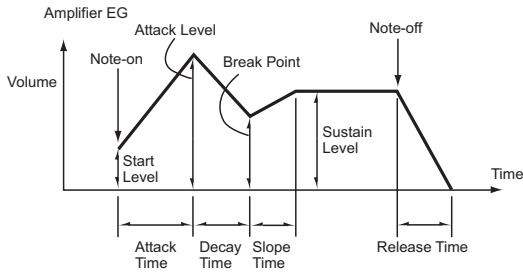 Amplifier EG
Attack Level
Note-off
Note-on
Break Point
Volume
Start
Level
Sustain
Level
Time
Attack
Time
Decay
Time
Slope
Time
Release Time